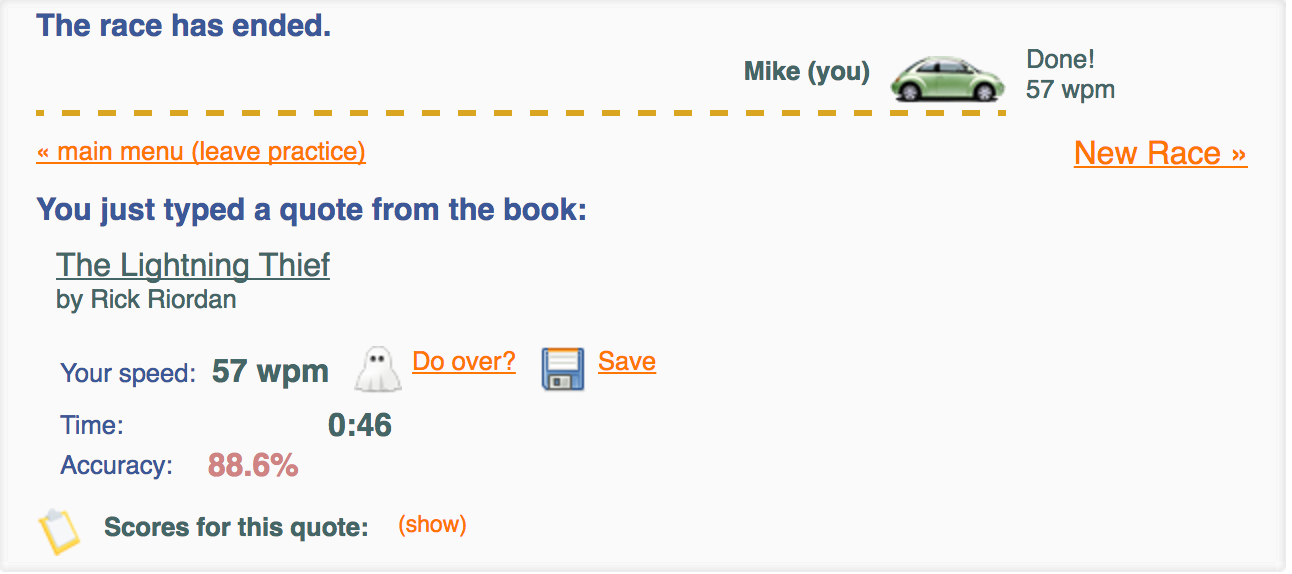 The race has ended.
Mike (you)
Done!
57 wpm
« main menu (leave practice)
New Race »
You just typed a quote from the book:
The Lightning Thief
by Rick Riordan
Your speed: 57 wpm Do over? Save
Time: 0:46
Accuracy: 88.6%
Scores for this quote: (show)